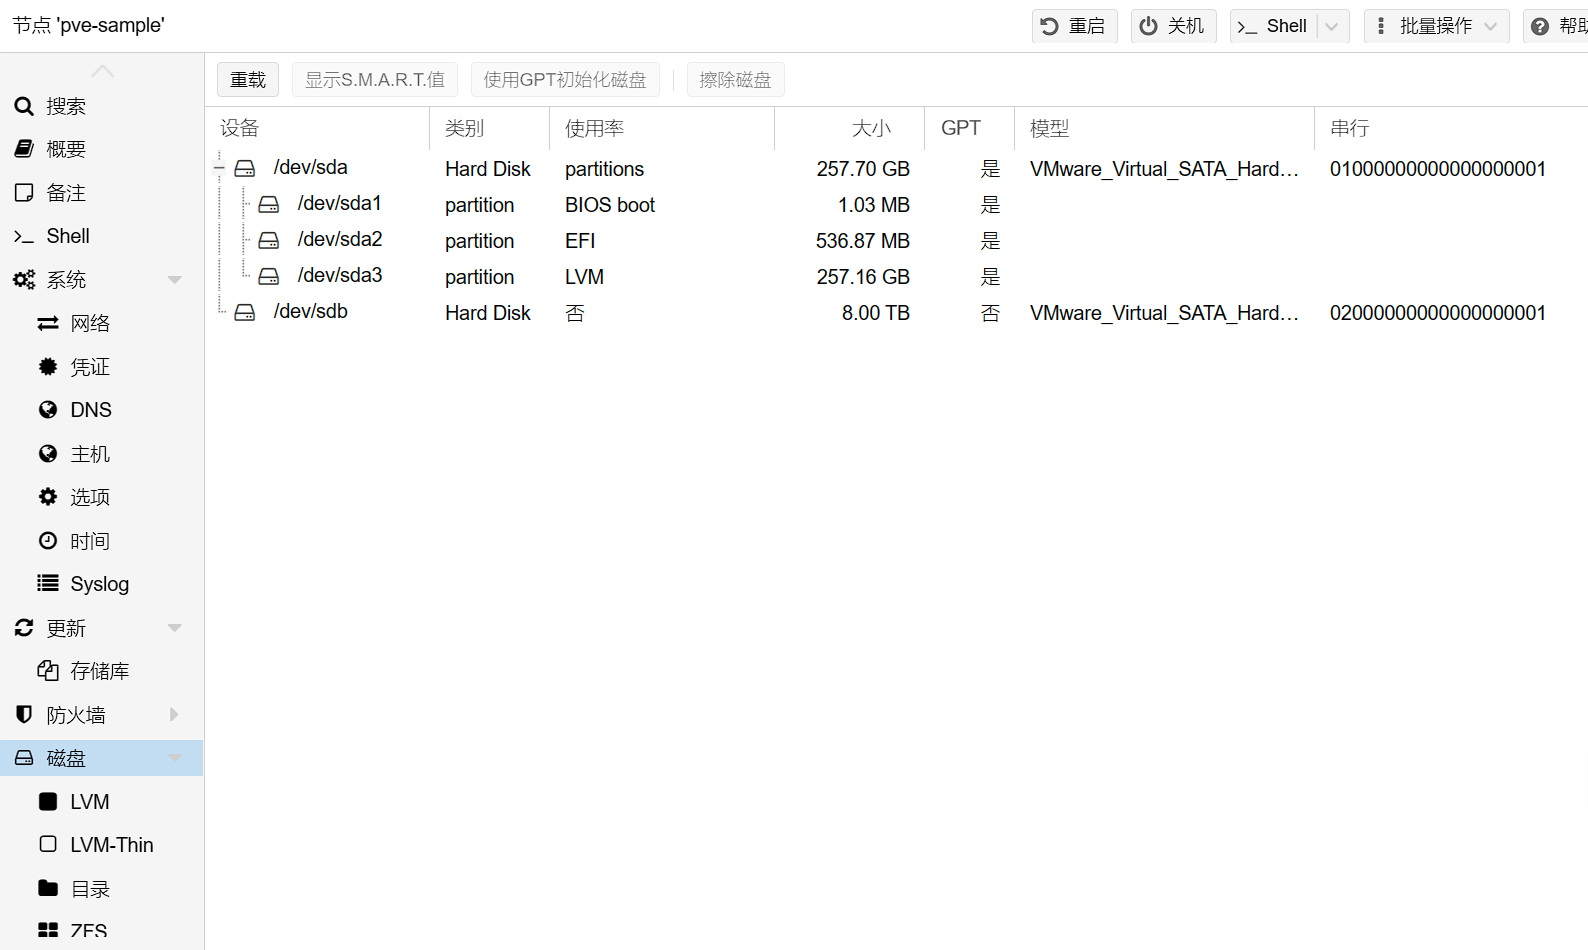 节点 'pve-sample'
重启
关机
Shell
批量操作
帮助
搜索
概要
备注
Shell
系统
网络
凭证
DNS
主机
选项
时间
Syslog
更新
存储库
防火墙
磁盘
LVM
LVM-Thin
目录
ZFS
重载 显示S.M.A.R.T.值 使用GPT初始化磁盘 擦除磁盘
设备 类别 使用率 大小 GPT 模型 串行
/dev/sda Hard Disk partitions 257.70 GB 是 VMware_Virtual_SATA_Hard... 01000000000000000001
/dev/sda1 partition BIOS boot 1.03 MB 是
/dev/sda2 partition EFI 536.87 MB 是
/dev/sda3 partition LVM 257.16 GB 是
/dev/sdb Hard Disk 否 8.00 TB 否 VMware_Virtual_SATA_Hard... 02000000000000000001